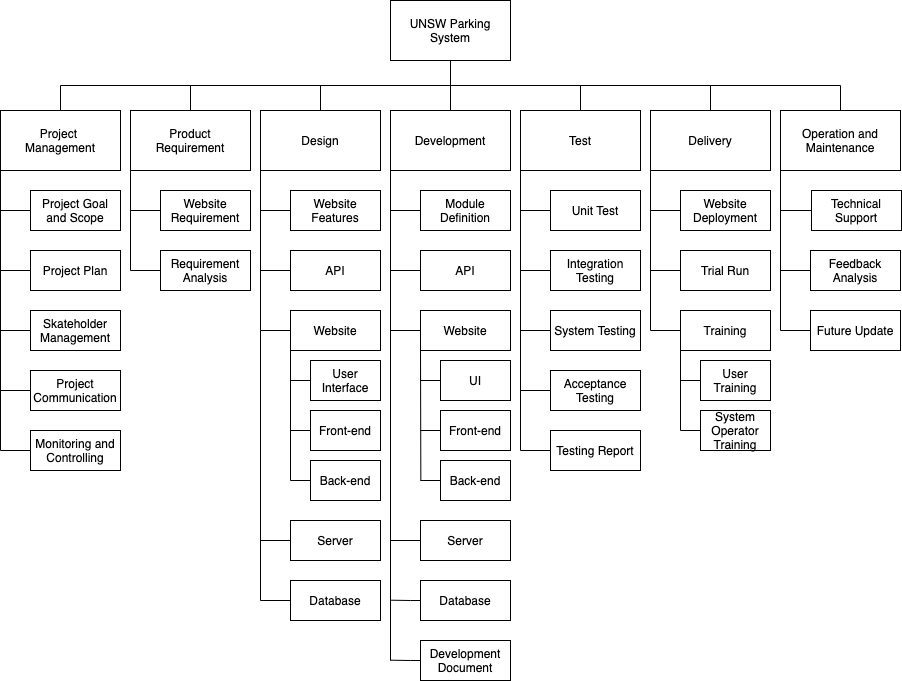 UNSW Parking
System
Project
Management
Product
Requirement
Design
Development
Test
Delivery
Operation and
Maintenance
Project Goal
and Scope
Project Plan
Skateholder
Management
Project
Communication
Monitoring and
Controlling
Website
Requirement
Requirement
Analysis
Website
Features
API
Website
User
Interface
Front-end
Back-end
Server
Database
Module
Definition
API
Website
UI
Front-end
Back-end
Server
Database
Development
Document
Unit Test
Integration
Testing
System Testing
Acceptance
Testing
Testing Report
Website
Deployment
Trial Run
Training
User
Training
System
Operator
Training
Technical
Support
Feedback
Analysis
Future Update